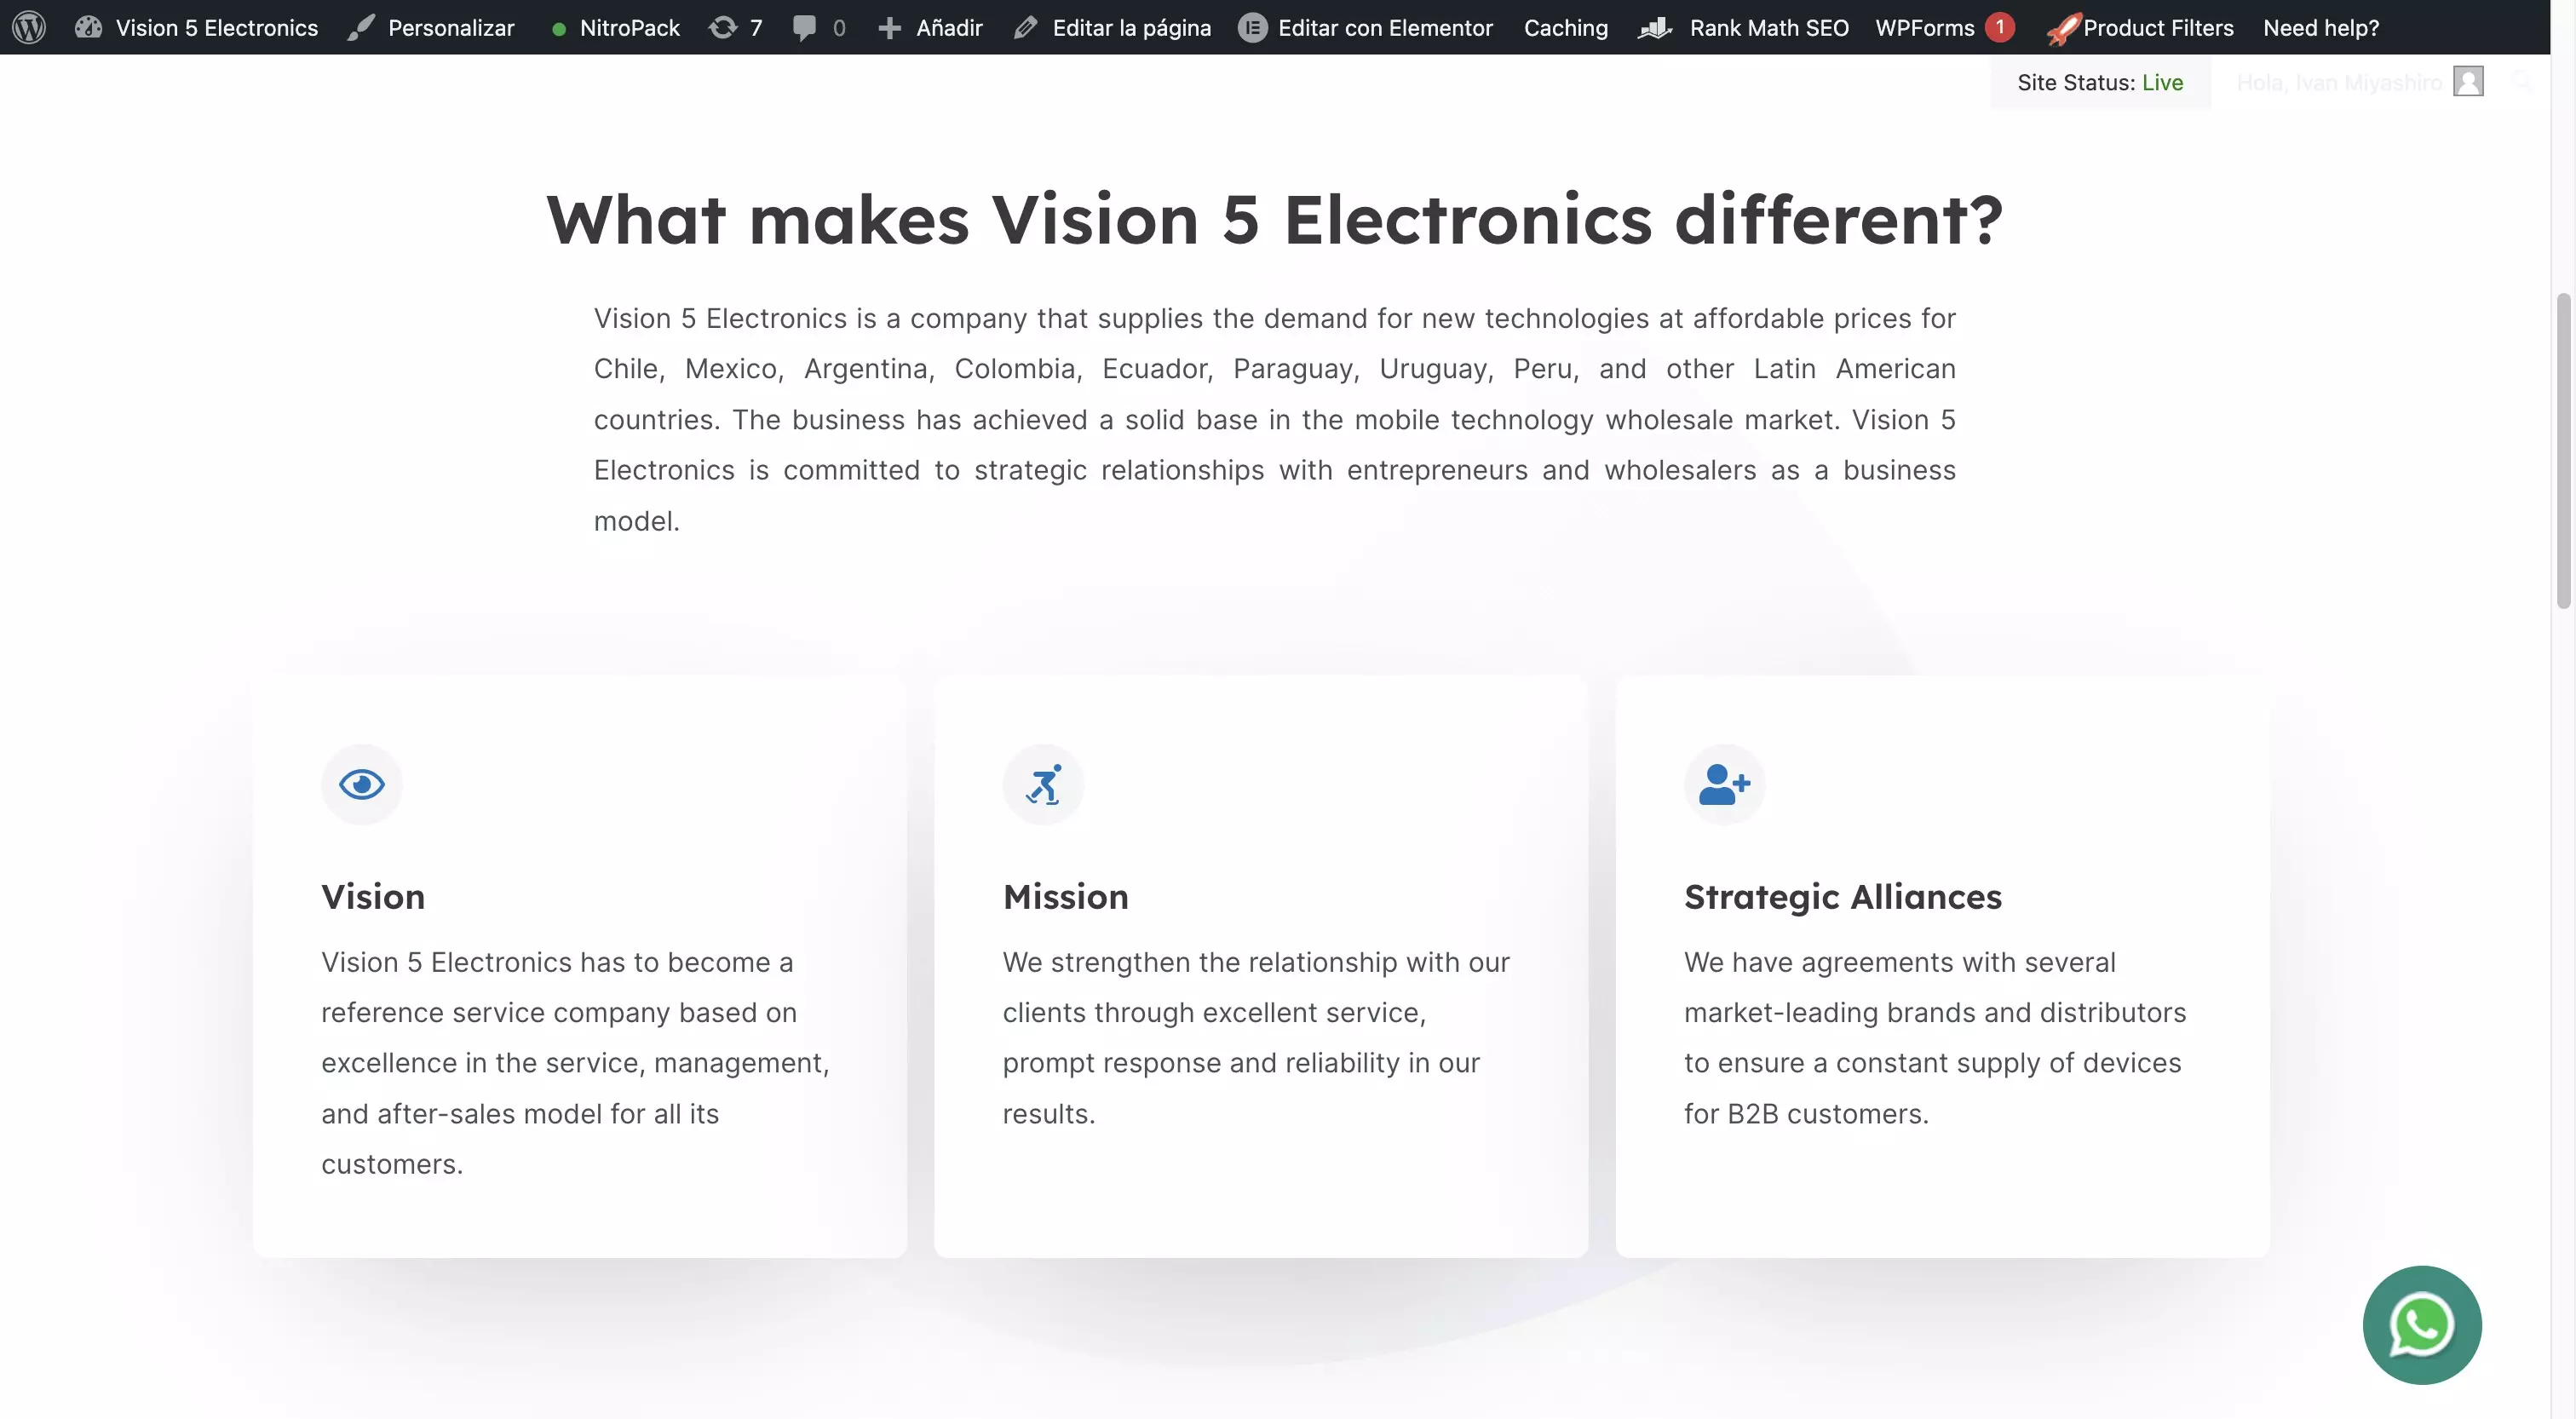 Vision 5 Electronics Personalizar NitroPack 7 0 Añadir Editar la página Editar con Elementor Caching Rank Math SEO WPForms 1 Product Filters Need help?
Site Status: Live Hola, Ivan Miyashiro
What makes Vision 5 Electronics different?
Vision 5 Electronics is a company that supplies the demand for new technologies at affordable prices for
Chile, Mexico, Argentina, Colombia, Ecuador, Paraguay, Uruguay, Peru, and other Latin American
countries. The business has achieved a solid base in the mobile technology wholesale market. Vision 5
Electronics is committed to strategic relationships with entrepreneurs and wholesalers as a business
model.
Vision
Vision 5 Electronics has to become a
reference service company based on
excellence in the service, management,
and after-sales model for all its
customers.
Mission
We strengthen the relationship with our
clients through excellent service,
prompt response and reliability in our
results.
Strategic Alliances
We have agreements with several
market-leading brands and distributors
to ensure a constant supply of devices
for B2B customers.